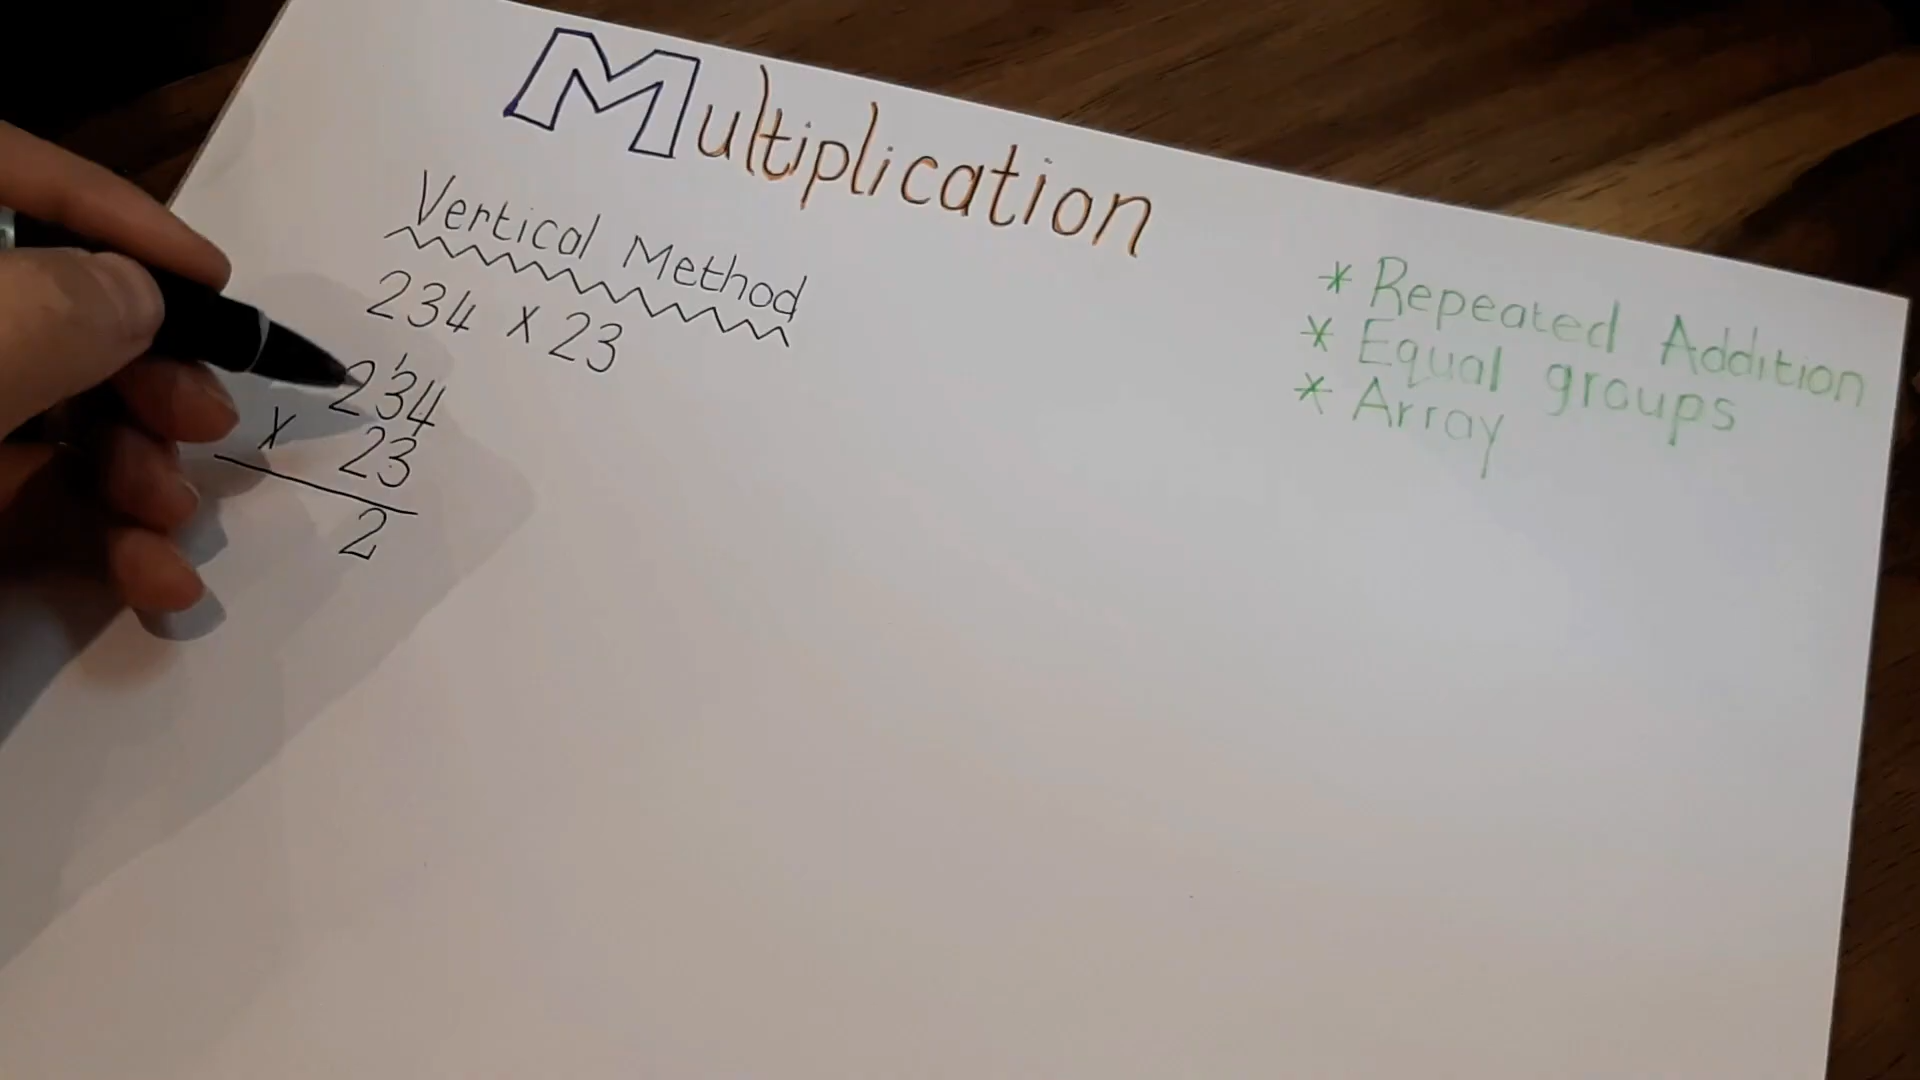 Multiplication
Vertical Method
234 x 23
1
234
x 23
2
* Repeated Addition
* Equal groups
* Array